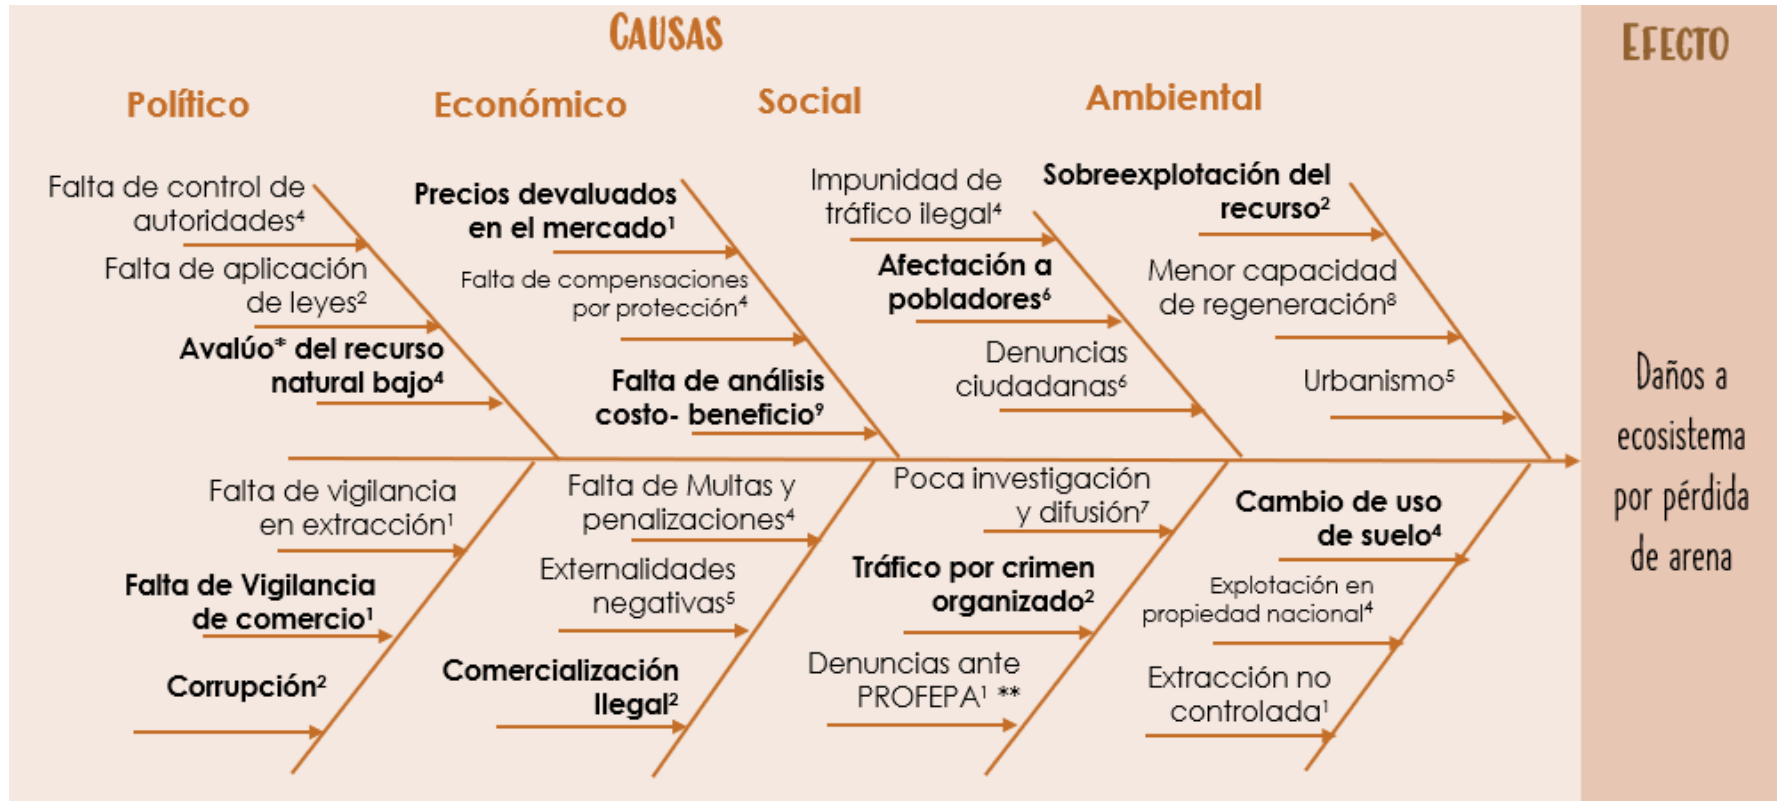 CAUSAS
EFECTO
Político
Económico
Social
Ambiental
Falta de control de
autoridades⁴
Falta de aplicación
de leyes²
Avalúo* del recurso
natural bajo⁴
Precios devaluados
en el mercado¹
Falta de compensaciones
por protección⁴
Falta de análisis
costo- beneficio⁹
Impunidad de
tráfico ilegal⁴
Afectación a
pobladores⁶
Denuncias
ciudadanas⁶
Sobreexplotación del
recurso²
Menor capacidad
de regeneración⁸
Urbanismo⁵
Falta de vigilancia
en extracción¹
Falta de Vigilancia
de comercio¹
Corrupción²
Falta de Multas y
penalizaciones⁴
Externalidades
negativas⁵
Comercialización
Ilegal²
Poca investigación
y difusión⁷
Tráfico por crimen
organizado²
Denuncias ante
PROFEPA¹ **
Cambio de uso
de suelo⁴
Explotación en
propiedad nacional⁴
Extracción no
controlada¹
Daños a
ecosistema
por pérdida
de arena